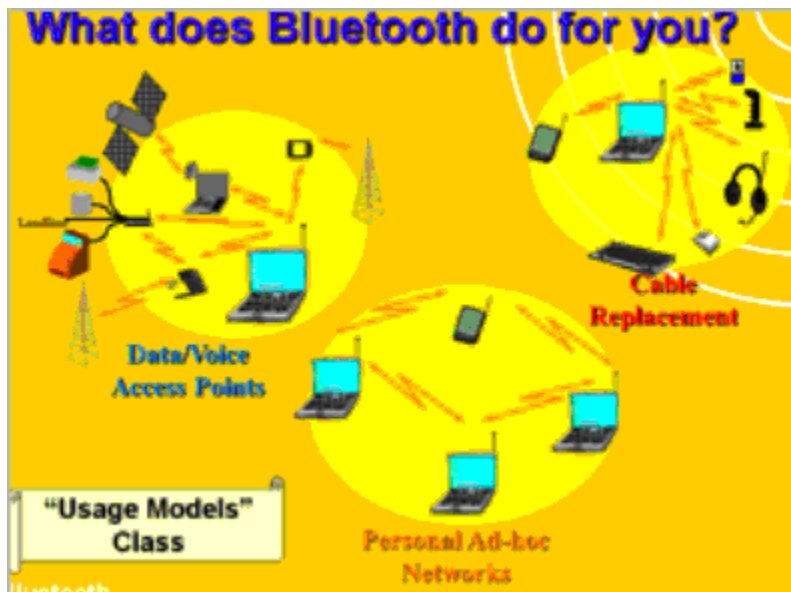 What does Bluetooth do for you?
Data/Voice
Access Points
Cable
Replacement
Personal Ad-hoc
Networks
“Usage Models”
Class
Bluetooth